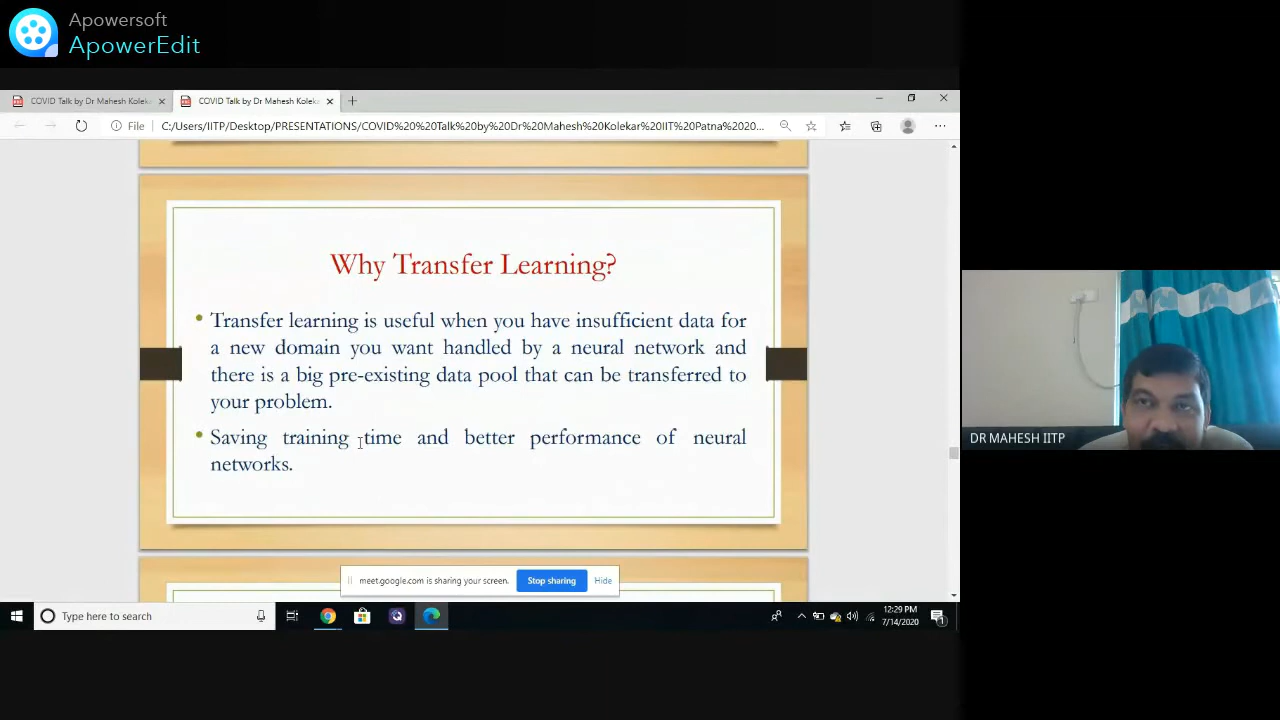 Apowersoft
ApowerEdit
COVID Talk by Dr Mahesh Koleka
COVID Talk by Dr Mahesh Koleka
File
C:/Users/IITP/Desktop/PRESENTATIONS/COVID%20%20Talk%20by%20Dr%20Mahesh%20Kolekar%20IIT%20Patna%2020...
Why Transfer Learning?
• Transfer learning is useful when you have insufficient data for
a new domain you want handled by a neural network and
there is a big pre-existing data pool that can be transferred to
your problem.
• Saving training time and better performance of neural
networks.
DR MAHESH IITP
meet.google.com is sharing your screen.
Stop sharing
Hide
Type here to search
12:29 PM
7/14/2020
1